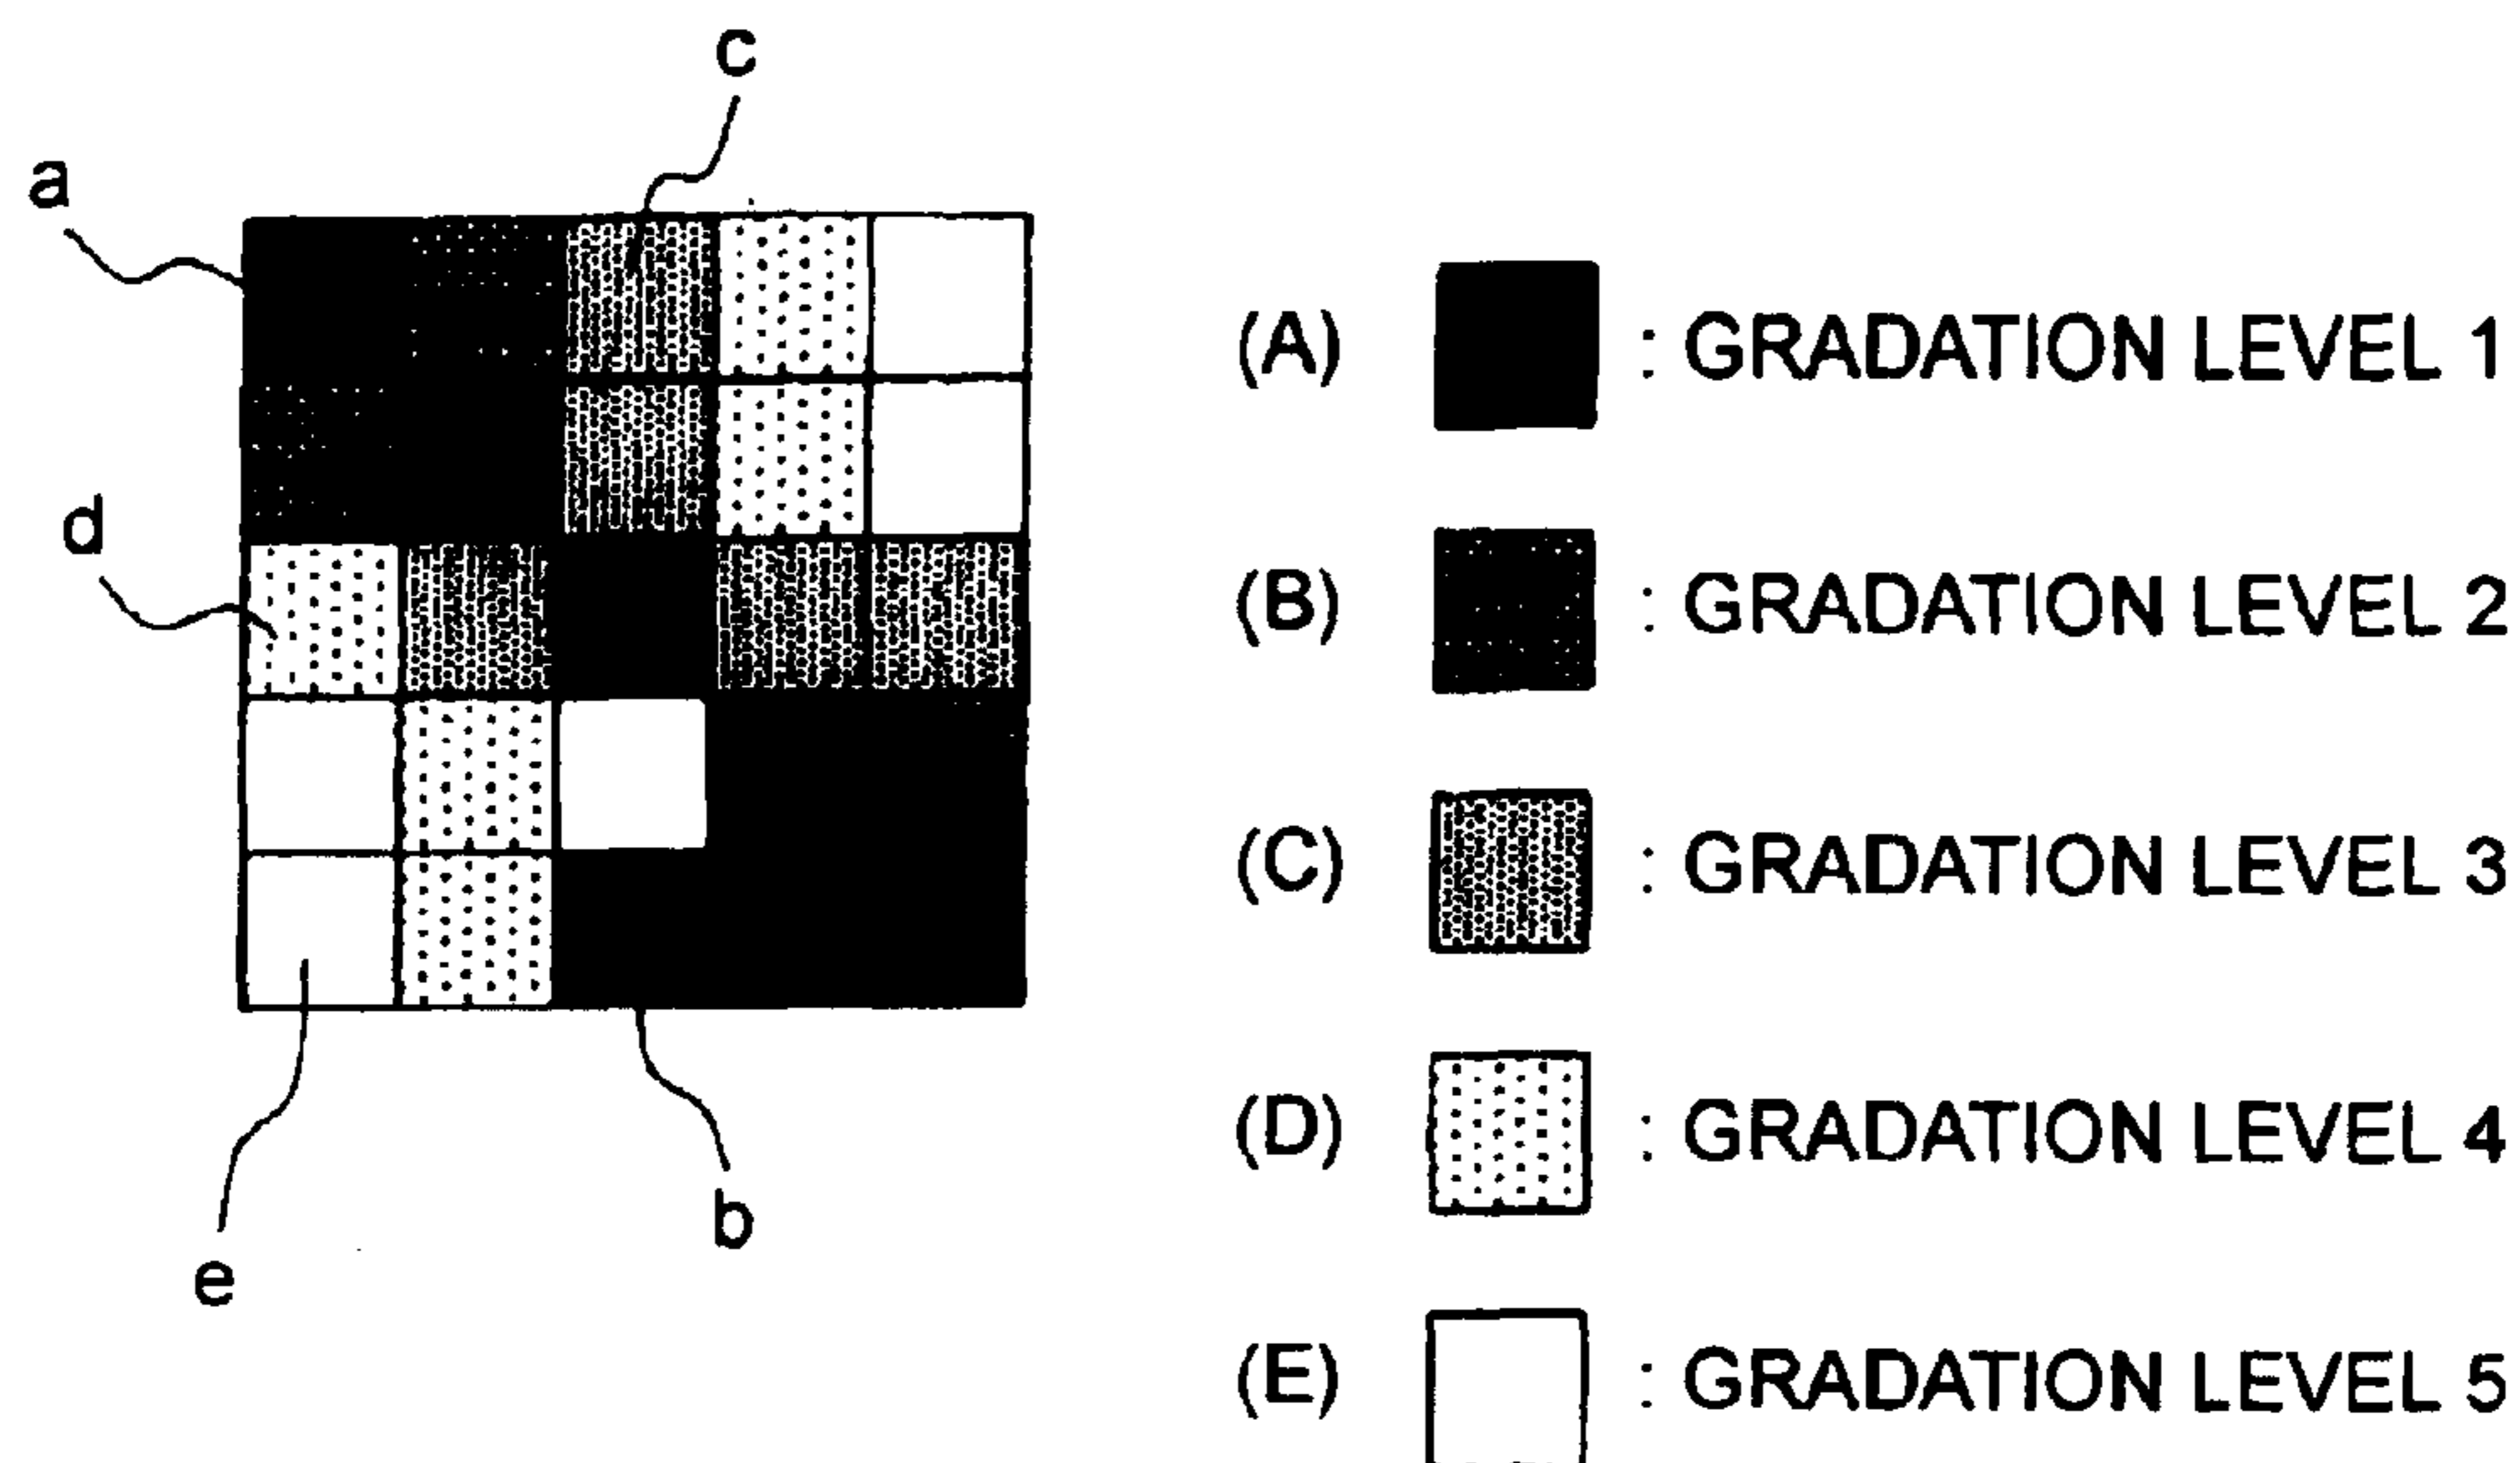 c
a
d
e
b
(A) : GRADATION LEVEL 1
(B) : GRADATION LEVEL 2
(C) : GRADATION LEVEL 3
(D) : GRADATION LEVEL 4
(E) : GRADATION LEVEL 5